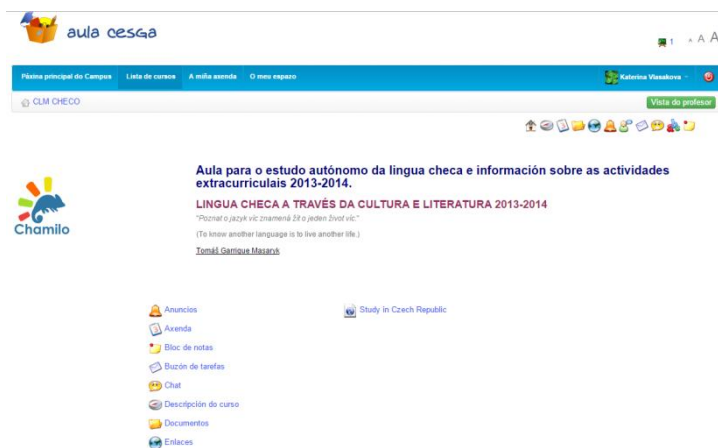 aula cesga
1 A A A
Páxina principal do Campus Lista de cursos A miña axenda O meu espazo Katerina Vlasakova
CLM CHECO Vista do profesor
Chamilo
Aula para o estudo autónomo da lingua checa e información sobre as actividades
extracurriculais 2013-2014.
LINGUA CHECA A TRAVÉS DA CULTURA E LITERATURA 2013-2014
"Poznat o jazyk víc znamená žít o jeden život víc."
(To know another language is to live another life.)
Tomáš Garrigue Masaryk
Anuncios
Study in Czech Republic
Axenda
Bloc de notas
Buzón de tarefas
Chat
Descripción do curso
Documentos
Enlaces